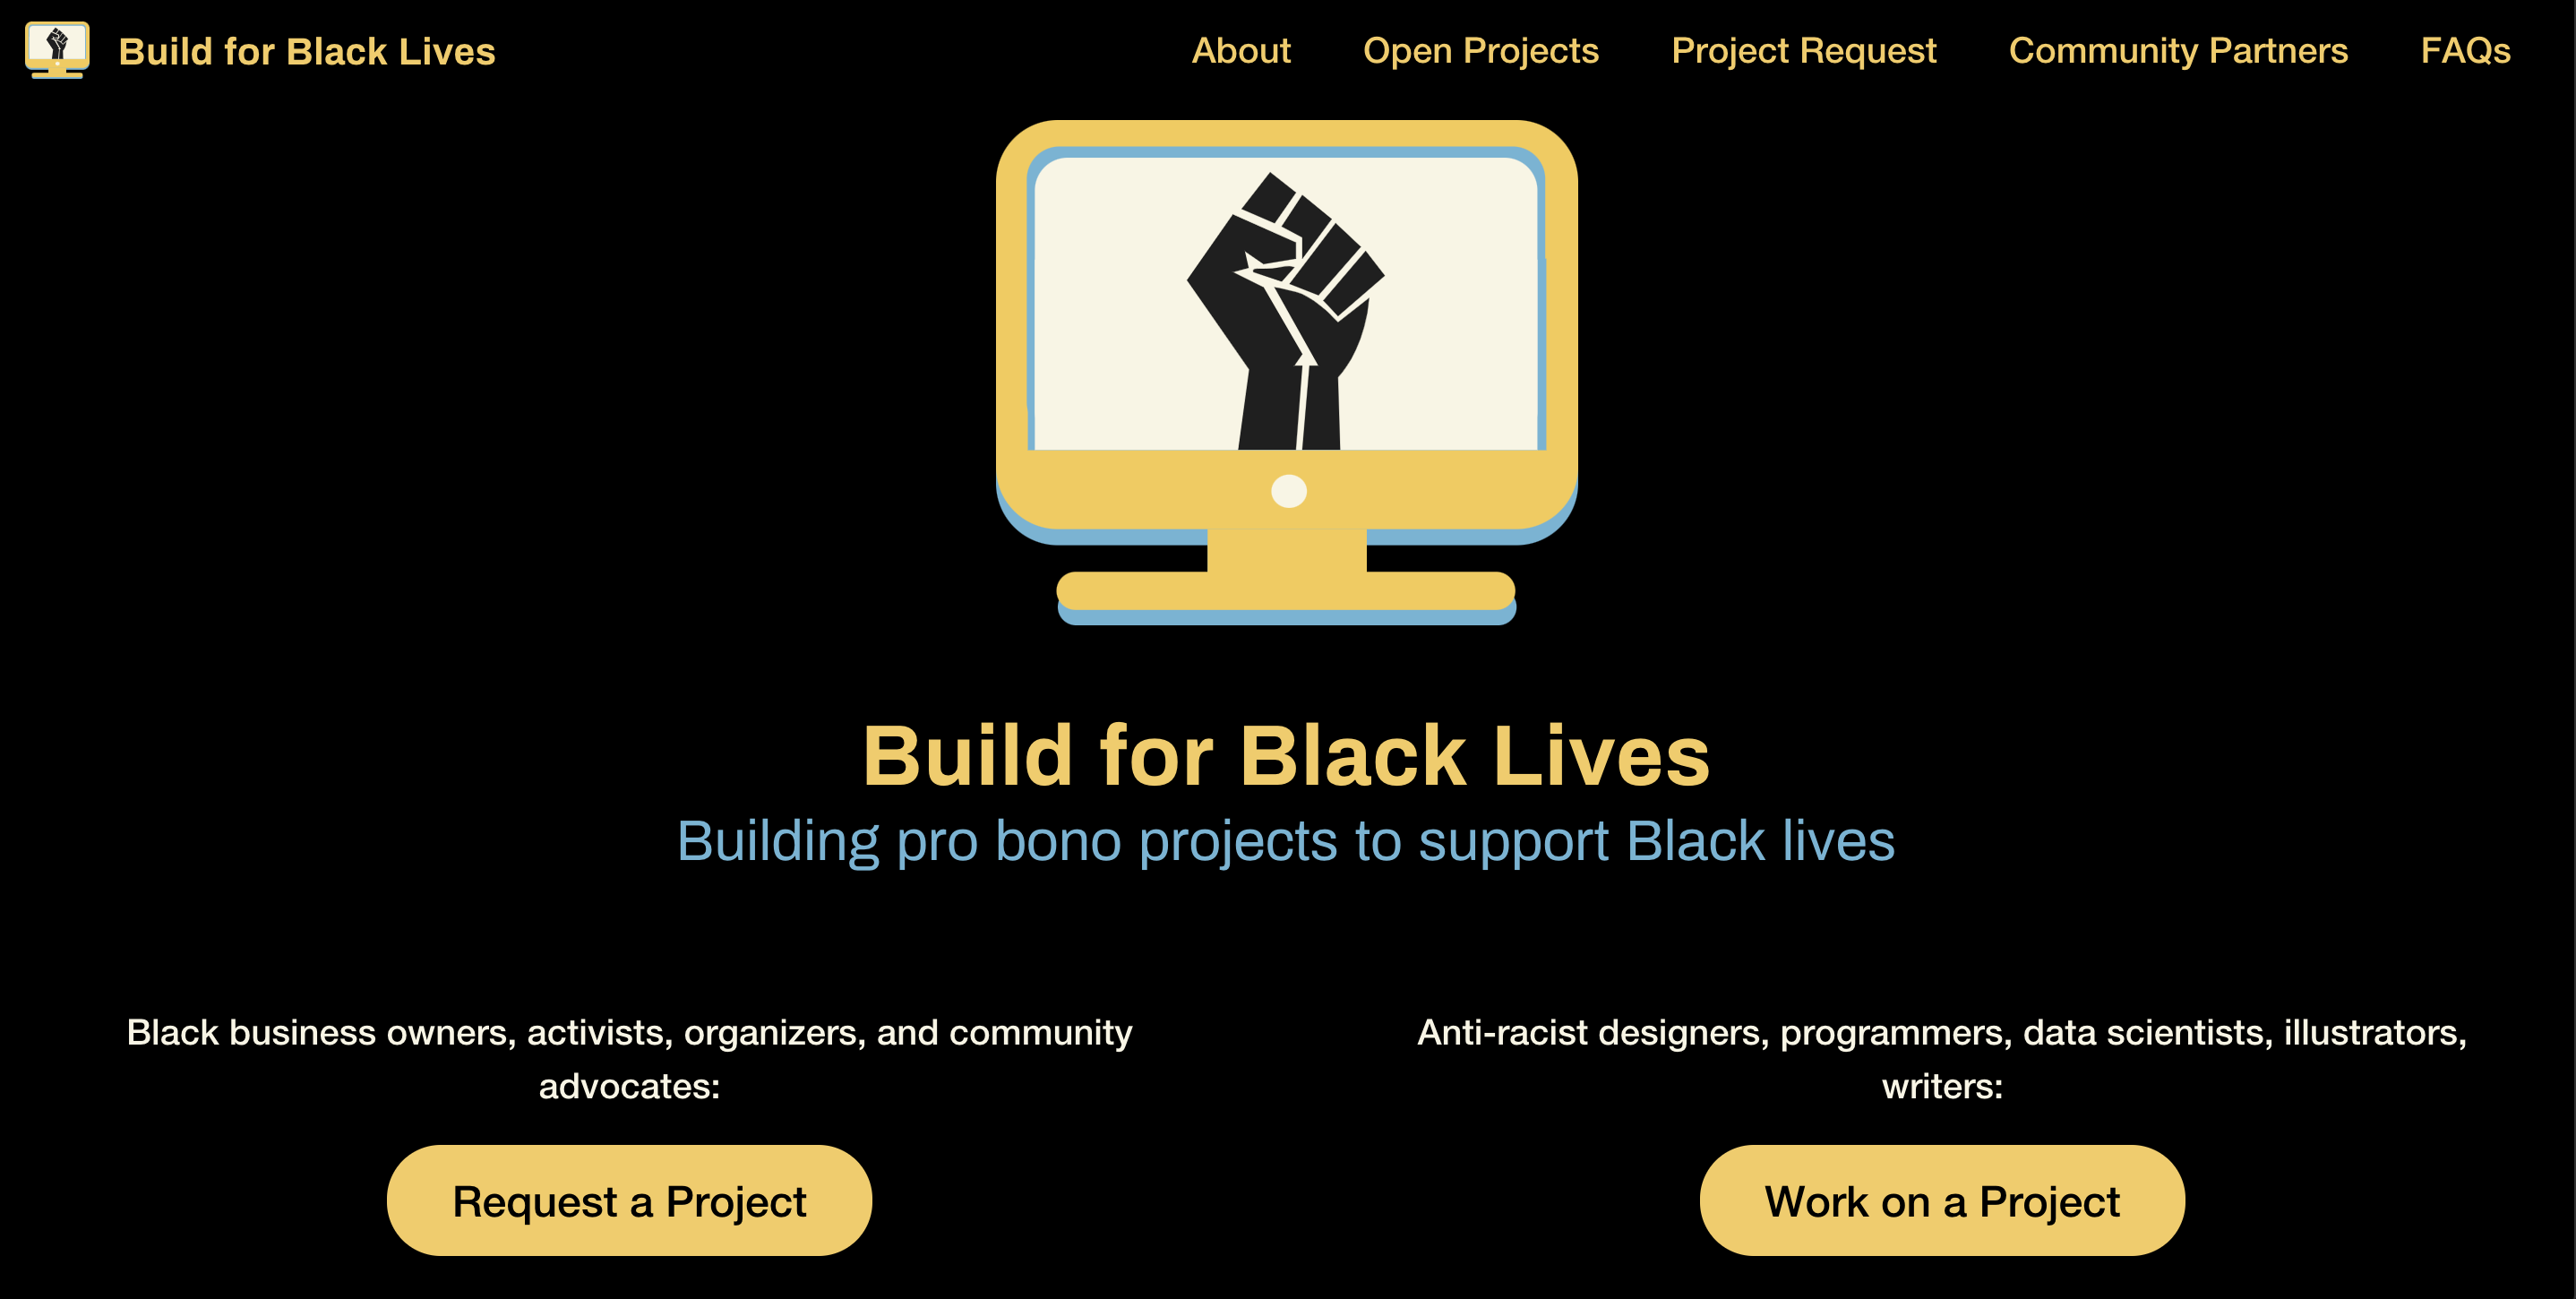 Build for Black Lives
About
Open Projects
Project Request
Community Partners
FAQs
Build for Black Lives
Building pro bono projects to support Black lives
Black business owners, activists, organizers, and community
advocates:
Request a Project
Anti-racist designers, programmers, data scientists, illustrators,
writers:
Work on a Project